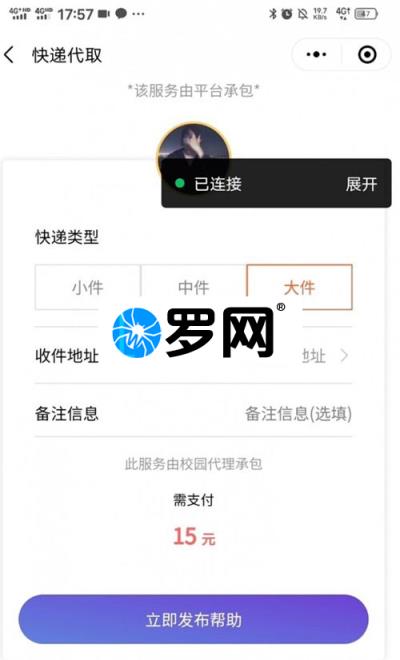 4G+HD 4GHD 17:57 19.7 KB/s 4G+ 7
快递代取
*该服务由平台承包*
已连接 展开
快递类型
小件 中件 大件
收件地址 地址
罗网®
备注信息 备注信息(选填)
此服务由校园代理承包
需支付
15 元
立即发布帮助